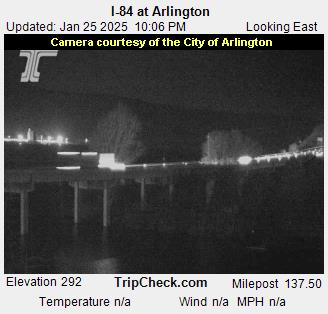 I-84 at Arlington
Updated: Jan 25 2025 10:06 PM Looking East
Camera courtesy of the City of Arlington
Elevation 292 TripCheck.com Milepost 137.50
Temperature n/a Wind n/a MPH n/a